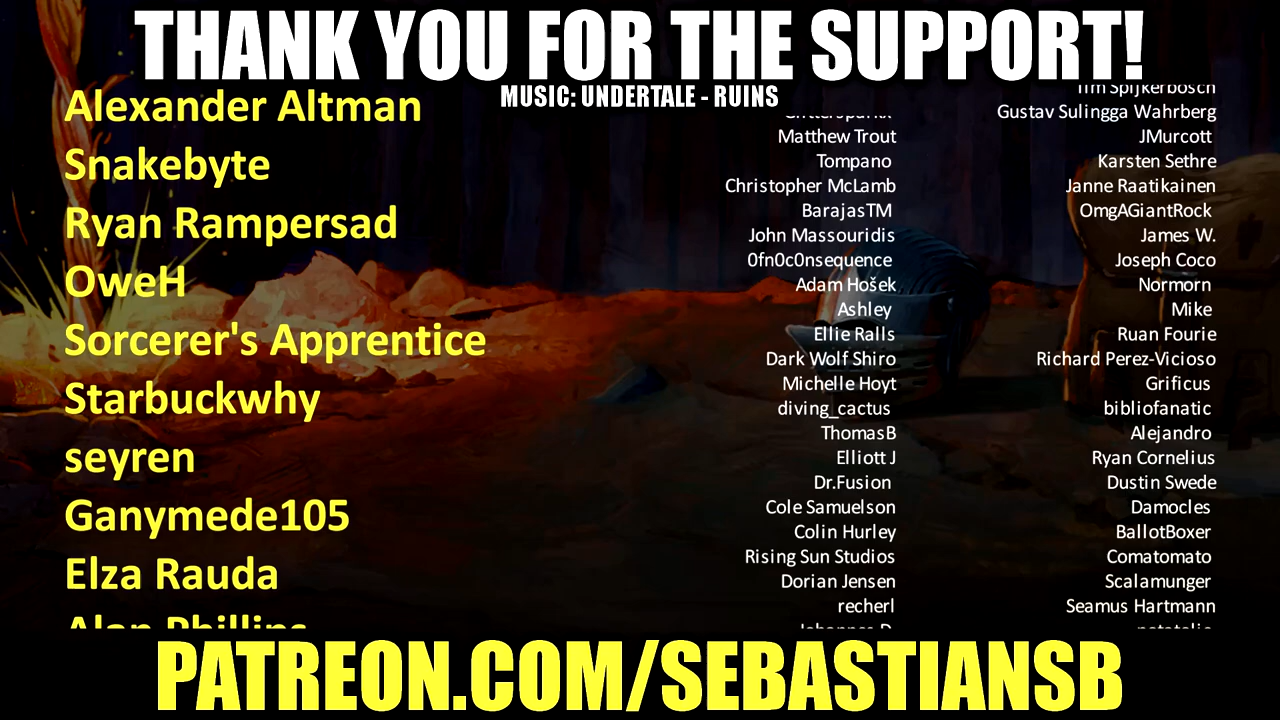 THANK YOU FOR THE SUPPORT!
MUSIC: UNDERTALE - RUINS
Alexander Altman
Snakebyte
Ryan Rampersad
OweH
Sorcerer's Apprentice
Starbuckwhy
seyren
Ganymede105
Elza Rauda
Alan Phillips
Matthew Trout
Tompano
Christopher McLamb
BarajasTM
John Massouridis
0fn0c0nsequence
Adam Hošek
Ashley
Ellie Ralls
Dark Wolf Shiro
Michelle Hoyt
diving_cactus
ThomasB
Elliott J
Dr.Fusion
Cole Samuelson
Colin Hurley
Rising Sun Studios
Dorian Jensen
recherl
Tim Spijkerbosch
Gustav Sulingga Wahrberg
JMurcott
Karsten Sethre
Janne Raatikainen
OmgAGiantRock
James W.
Joseph Coco
Normorn
Mike
Ruan Fourie
Richard Perez-Vicioso
Grificus
bibliofanatic
Alejandro
Ryan Cornelius
Dustin Swede
Damocles
BallotBoxer
Comatomato
Scalamunger
Seamus Hartmann
PATREON.COM/SEBASTIANSB